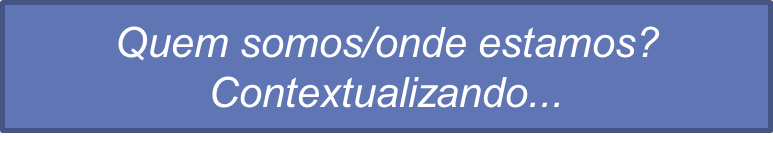 Quem somos/onde estamos?
Contextualizando...